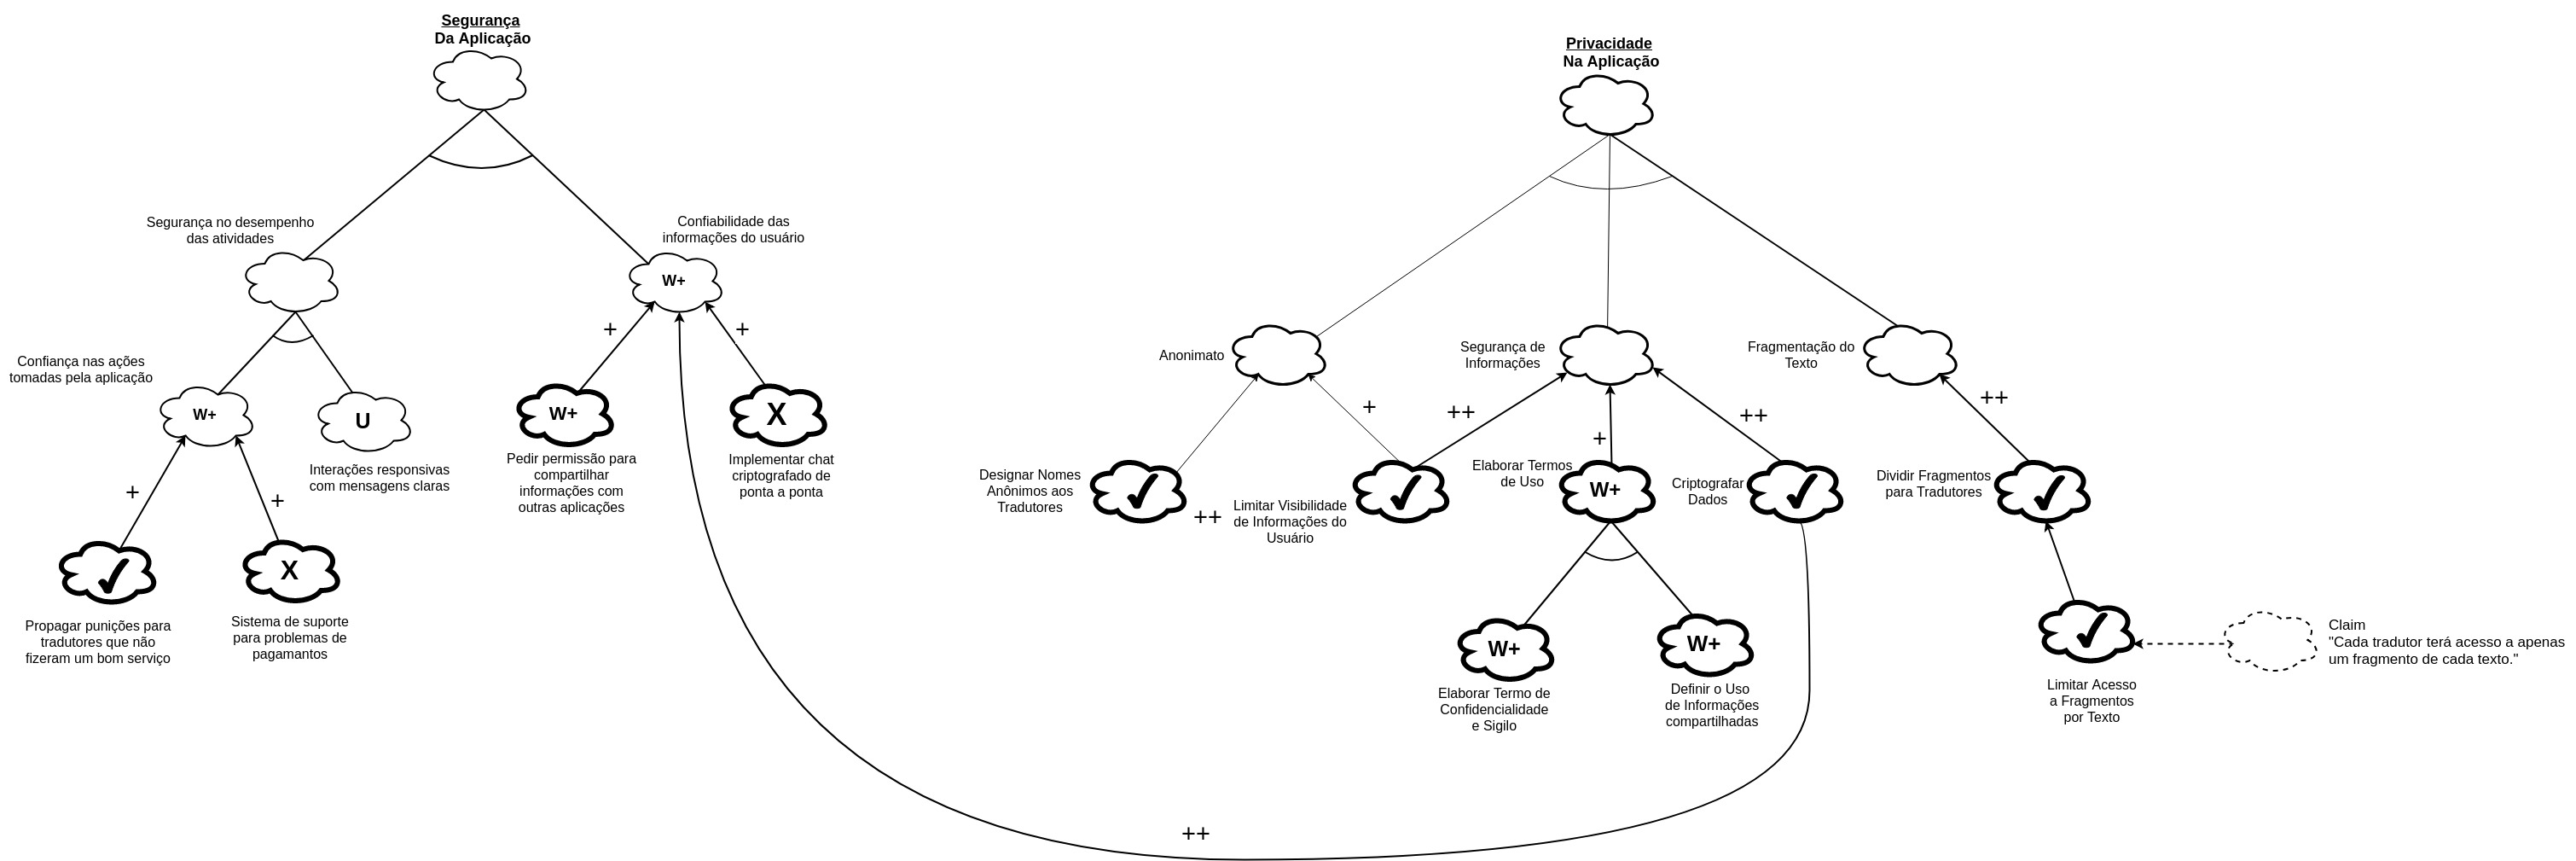 Segurança
Da Aplicação
Segurança no desempenho
das atividades
Confiabilidade das
informações do usuário
W+
+
+
Confiança nas ações
tomadas pela aplicação
W+
U
Interações responsivas
com mensagens claras
W+
X
Pedir permissão para
compartilhar
informações com
outras aplicações
Implementar chat
criptografado de
ponta a ponta
+
+
✓
X
Propagar punições para
tradutores que não
fizeram um bom serviço
Sistema de suporte
para problemas de
pagamantos
Privacidade
Na Aplicação
Anonimato
Segurança de
Informações
Fragmentação do
Texto
+
++
+
++
++
Designar Nomes
Anônimos aos
Tradutores
✓
++
Limitar Visibilidade
de Informações do
Usuário
✓
Elaborar Termos
de Uso
W+
Criptografar
Dados
✓
Dividir Fragmentos
para Tradutores
✓
W+
Elaborar Termo de
Confidencialidade
e Sigilo
W+
Definir o Uso
de Informações
compartilhadas
✓
Limitar Acesso
a Fragmentos
por Texto
Claim
"Cada tradutor terá acesso a apenas
um fragmento de cada texto."
++